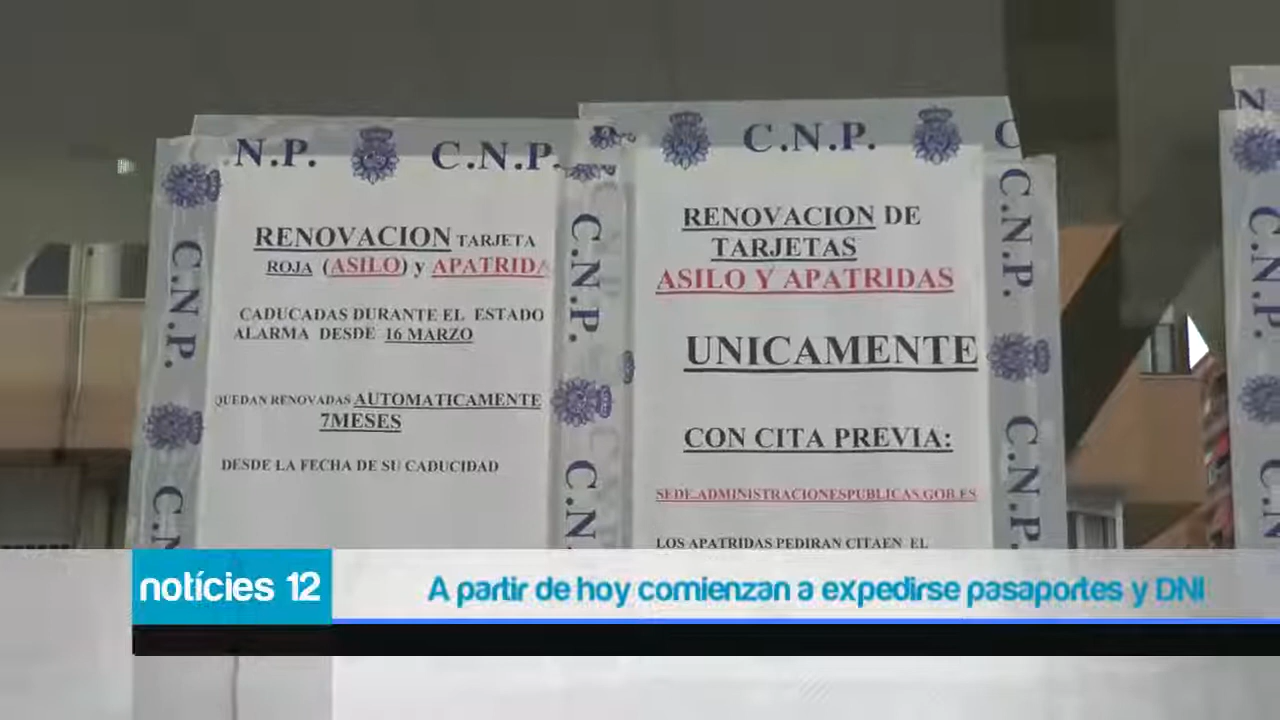 .N.P. C.N.P.
C.N.P.
C.N.P.
C.N
RENOVACION TARJETA
ROJA (ASILO) y APATRIDA
CADUCADAS DURANTE EL ESTADO
ALARMA DESDE 16 MARZO
QUEDAN RENOVADAS AUTOMATICAMENTE
7MESES
DESDE LA FECHA DE SU CADUCIDAD
C.N.P.
C.N
C.N.P. C
C.N.P.
C.N.P.
RENOVACION DE
TARJETAS
ASILO Y APATRIDAS
UNICAMENTE
CON CITA PREVIA:
SEDE.ADMINISTRACIONESPUBLICAS.GOB.ES
LOS APATRIDAS PEDIRAN CITAEN EL
N
C.N.P.
C.N
notícies 12
A partir de hoy comienzan a expedirse pasaportes y DNI